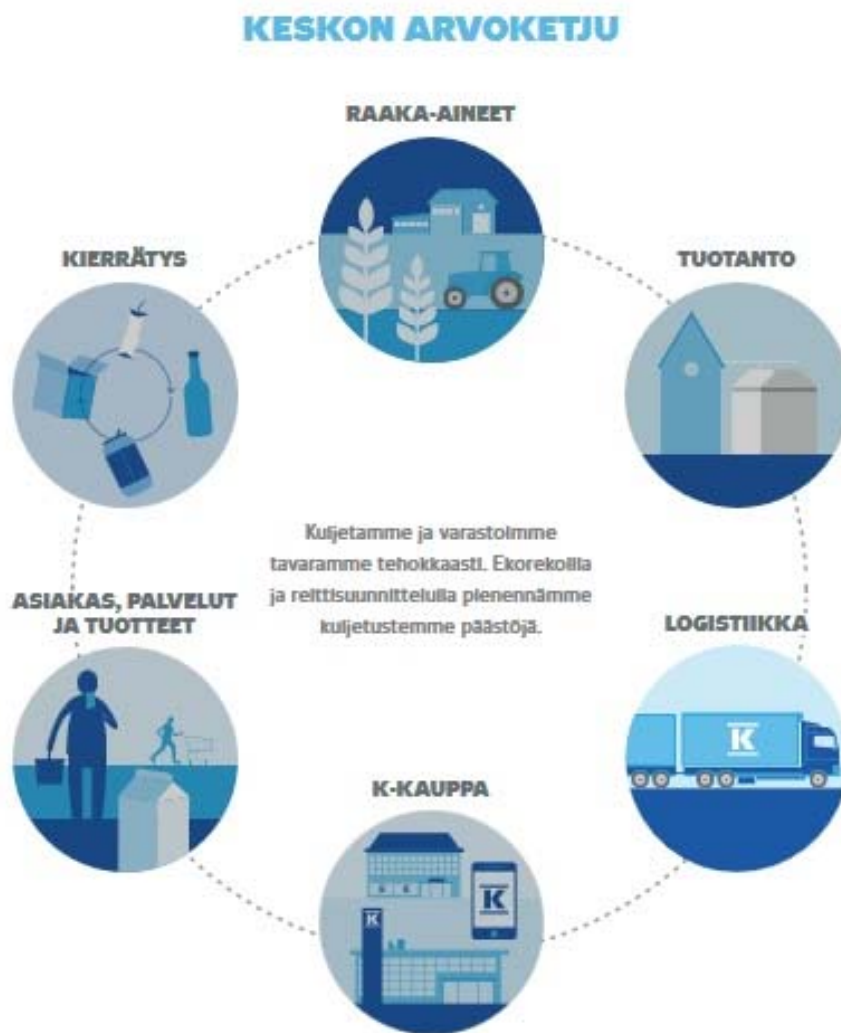 KESKON ARVOKETJU
RAAKA-AINEET
KIERRÄTYS
TUOTANTO
Kuljetamme ja varastoimme
tavaramme tehokkaasti. Ekorekoilla
ja reittisuunnittelulla pienennämme
kuljetustemme päästöjä.
ASIAKAS, PALVELUT
JA TUOTTEET
LOGISTIIKKA
K
K-KAUPPA
K
K